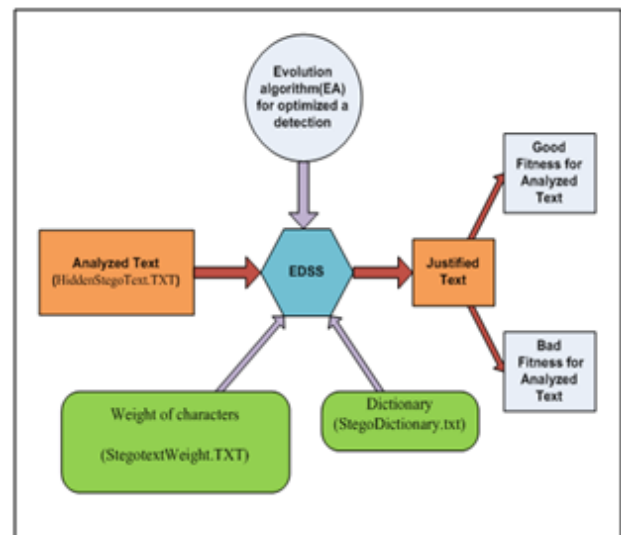 Evolution
algorithm(EA)
for optimized a
detection
Good
Fitness for
Analyzed
Text
Analyzed Text
(HiddenStegoText.TXT)
EDSS
Justified
Text
Bad
Fitness for
Analyzed
Text
Weight of characters
(StegotextWeight.TXT)
Dictionary
(StegoDictionary.txt)